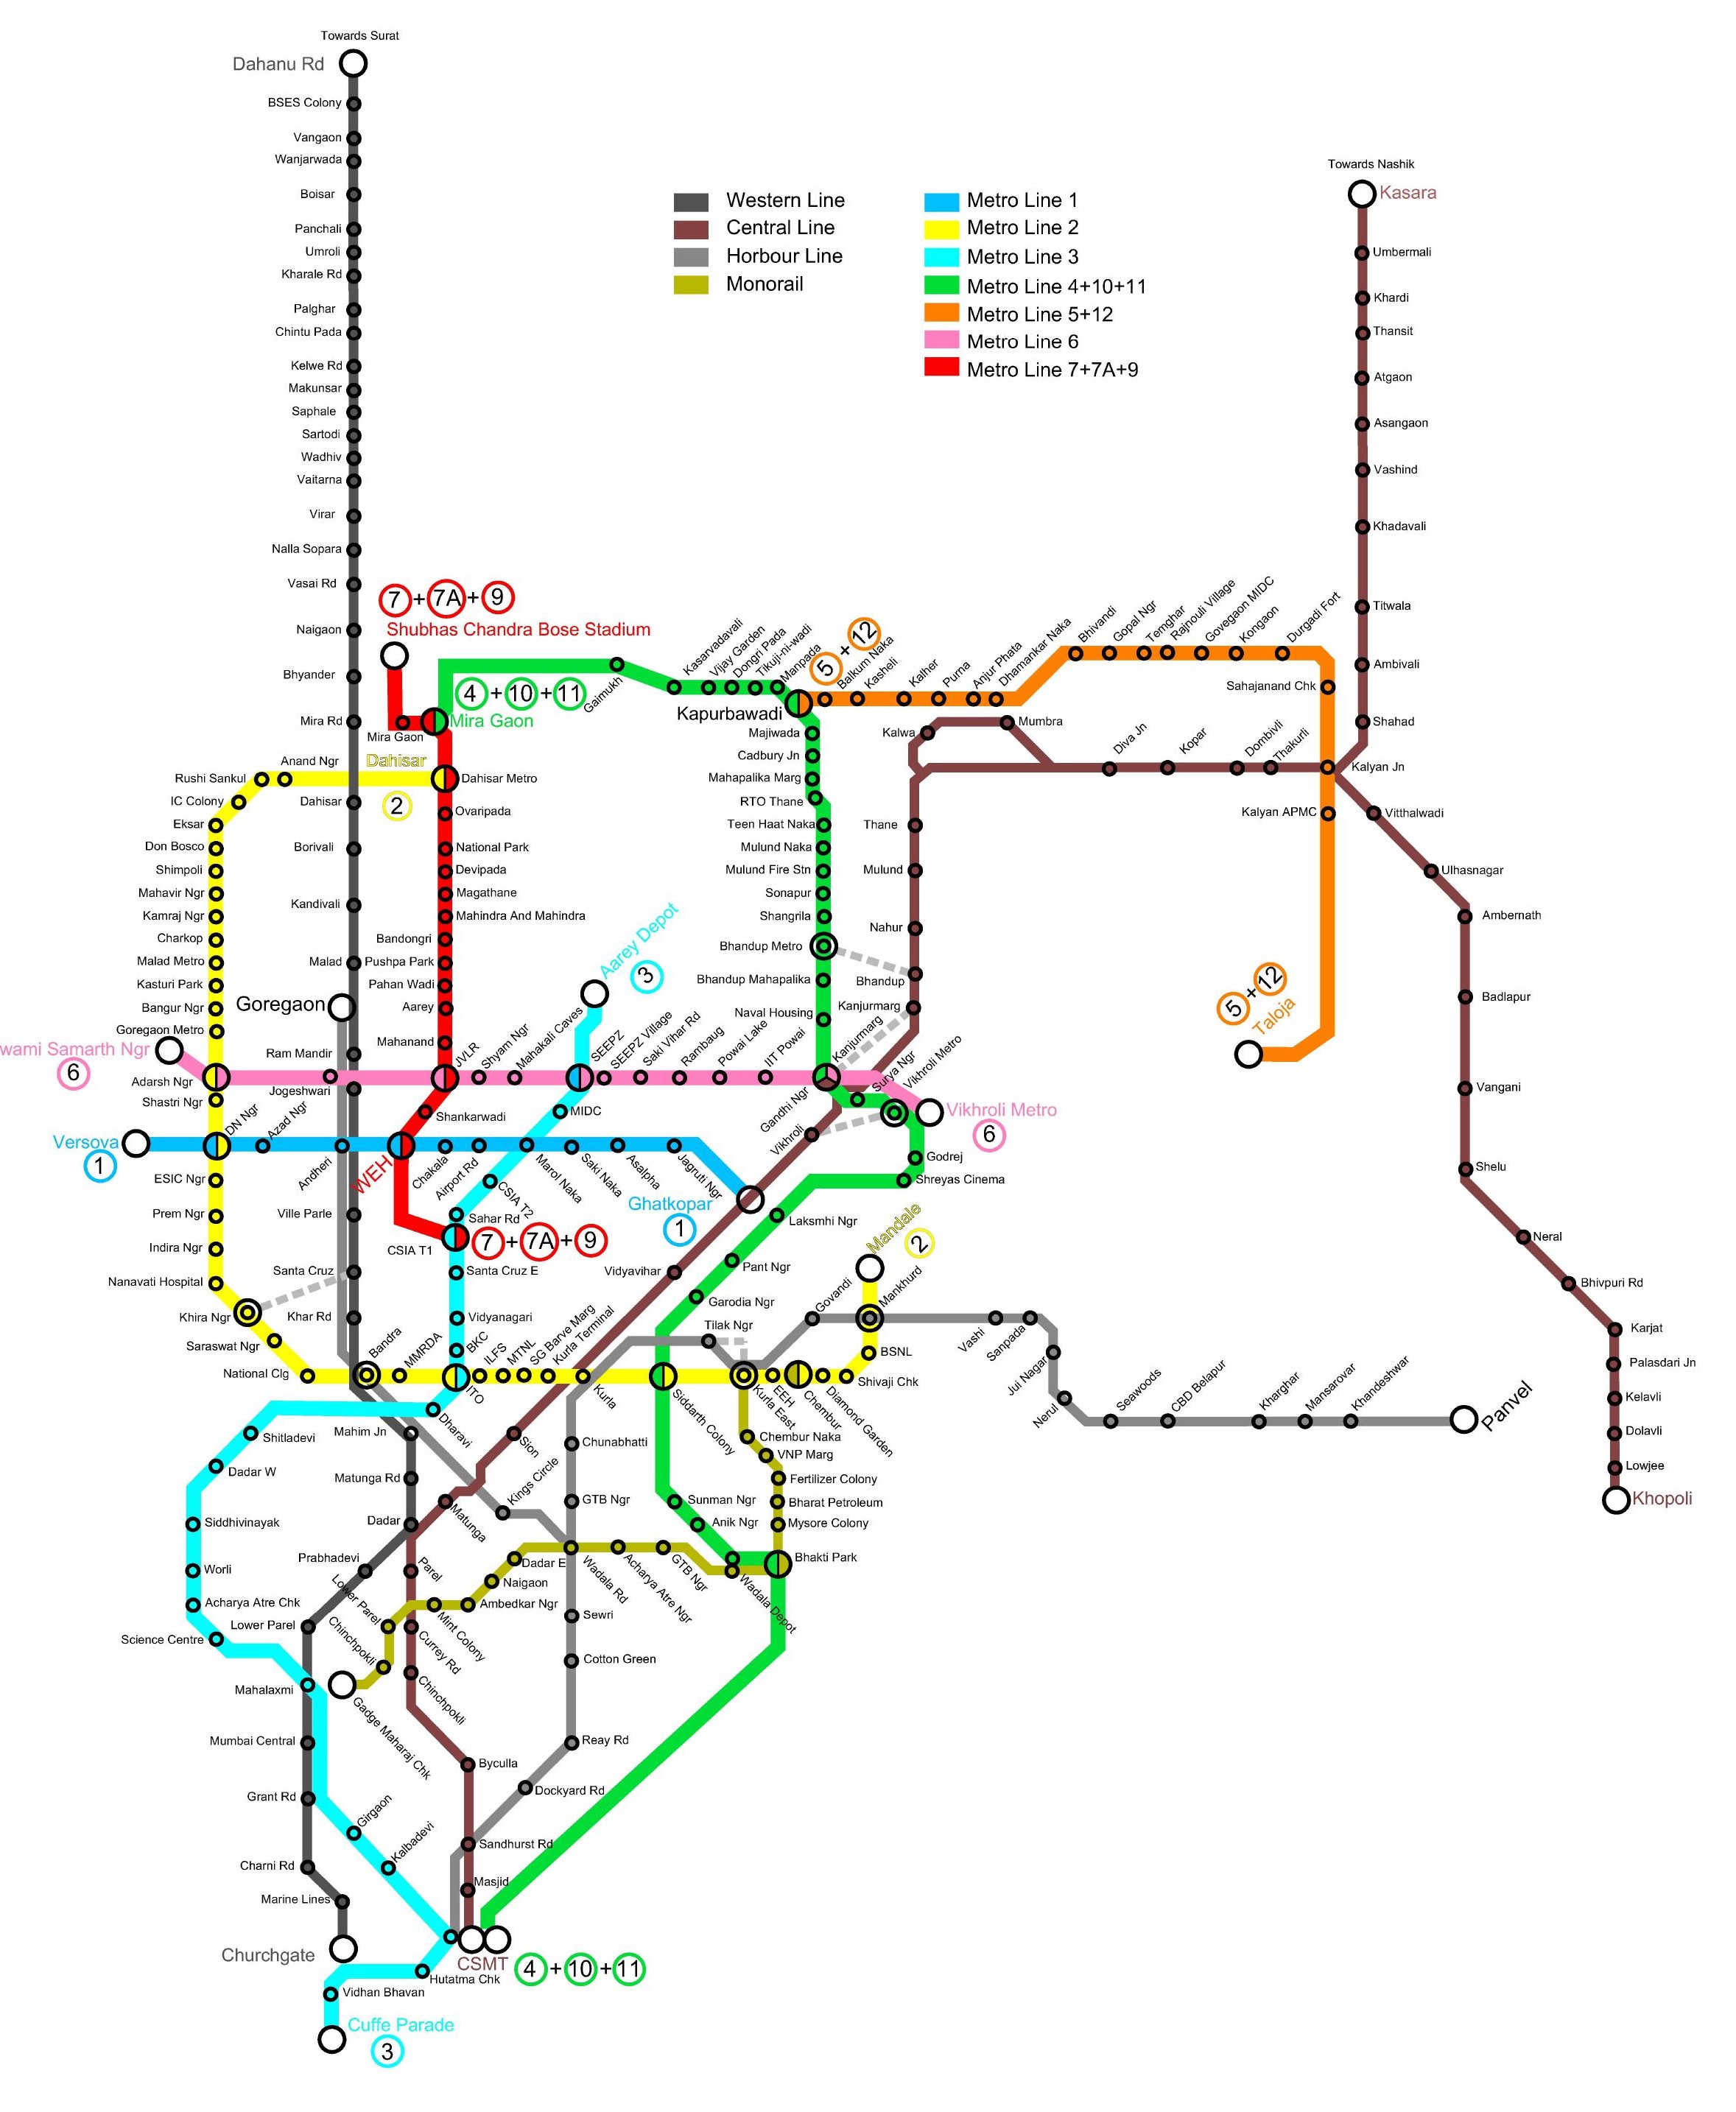 Towards Surat
Dahanu Rd
BSES Colony
Vangaon
Wanjarwada
Boisar
Panchali
Umroli
Kharale Rd
Palghar
Chintu Pada
Kelwe Rd
Makunsar
Saphale
Sartodi
Wadhiv
Vaitarna
Virar
Nalla Sopara
Vasai Rd
Naigaon
Bhyander
Mira Rd
Dahisar
Borivali
Kandivali
Malad
Goregaon
Ram Mandir
Jogeshwari
Andheri
Ville Parle
Santa Cruz
Khar Rd
Bandra
Mahim Jn
Matunga Rd
Dadar
Prabhadevi
Lower Parel
Mahalaxmi
Mumbai Central
Grant Rd
Charni Rd
Marine Lines
Churchgate
Western Line
Central Line
Horbour Line
Monorail
Metro Line 1
Metro Line 2
Metro Line 3
Metro Line 4+10+11
Metro Line 5+12
Metro Line 6
Metro Line 7+7A+9
Towards Nashik
Kasara
Umbermali
Khardi
Thansit
Atgaon
Asangaon
Vashind
Khadavali
Titwala
Ambivali
Shahad
Kalyan Jn
Vitthalwadi
Ulhasnagar
Ambernath
Badlapur
Vangani
Shelu
Neral
Bhivpuri Rd
Karjat
Palasdari Jn
Kelavli
Dolavli
Lowjee
Khopoli
7+7A+9
Shubhas Chandra Bose Stadium
Mira Gaon
4+10+11
Mira Gaon
Gaimukh
Kasarvadavali
Vijay Garden
Dongri Pada
Tikuji-ni-wadi
Manpada
Kapurbawadi
5+12
Balkum Naka
Kasheli
Kalher
Purna
Anjur Phata
Dhamankar Naka
Bhivandi
Gopal Ngr
Temghar
Rajnouli Village
Govegaon MIDC
Kongaon
Durgadi Fort
Sahajanand Chk
Kalyan APMC
5+12
Taloja
Kalwa
Mumbra
Diva Jn
Kopar
Dombivli
Thakurli
Thane
Mulund
Nahur
Bhandup
Kanjurmarg
Majiwada
Cadbury Jn
Mahapalika Marg
RTO Thane
Teen Haat Naka
Mulund Naka
Mulund Fire Stn
Sonapur
Shangrila
Bhandup Metro
Bhandup Mahapalika
Naval Housing
Kanjurmarg
Gandhi Ngr
Surya Ngr
Vikhroli Metro
Vikhroli
Vikhroli Metro
6
Godrej
Shreyas Cinema
Laksmhi Ngr
Pant Ngr
Garodia Ngr
Dahisar
2
Anand Ngr
Rushi Sankul
IC Colony
Eksar
Don Bosco
Shimpoli
Mahavir Ngr
Kamraj Ngr
Charkop
Malad Metro
Kasturi Park
Bangur Ngr
Goregaon Metro
wami Samarth Ngr
6
Adarsh Ngr
Shastri Ngr
DN Ngr
ESIC Ngr
Prem Ngr
Indira Ngr
Nanavati Hospital
Khira Ngr
Saraswat Ngr
National Clg
Dahisar Metro
Ovaripada
National Park
Devipada
Magathane
Mahindra And Mahindra
Bandongri
Pushpa Park
Pahan Wadi
Aarey
Mahanand
JVLR
Shankarwadi
WEH
CSIA T1
7+7A+9
Shyam Ngr
Mahakali Caves
SEEPZ
SEEPZ Village
Saki Vihar Rd
Rambaug
Powai Lake
IIT Powai
Aarey Depot
3
MIDC
Versova
1
Azad Ngr
Chakala
Airport Rd
Marol Naka
Saki Naka
Asalpha
Jagruti Ngr
Ghatkopar
1
CSIA T2
Sahar Rd
Santa Cruz E
Vidyanagari
BKC
MMRDA
ITO
ILFS
MTNL
SG Barve Marg
Kurla Terminal
Kurla
Vidyavihar
Tilak Ngr
Siddarth Colony
Kurla East
EEH
Chembur
Diamond Garden
Shivaji Chk
BSNL
Mankhurd
Mandale
2
Govandi
Vashi
Sanpada
Jui Nagar
Nerul
Seawoods
CBD Belapur
Kharghar
Mansarovar
Khandeshwar
Panvel
Dharavi
Shitladevi
Dadar W
Siddhivinayak
Worli
Acharya Atre Chk
Science Centre
Sion
Kings Circle
Matunga
Chunabhatti
GTB Ngr
Chembur Naka
VNP Marg
Fertilizer Colony
Bharat Petroleum
Mysore Colony
Bhakti Park
Sunman Ngr
Anik Ngr
Dadar E
Naigaon
Ambedkar Ngr
Mint Colony
Lower Parel
Chinchpokli
Gadge Maharaj Chk
Wadala Rd
Acharya Atre Ngr
GTB Ngr
Wadala Depot
Parel
Currey Rd
Chinchpokli
Byculla
Sandhurst Rd
Masjid
Sewri
Cotton Green
Reay Rd
Dockyard Rd
Girgaon
Kalbadevi
CSMT
4+10+11
Hutatma Chk
Vidhan Bhavan
Cuffe Parade
3